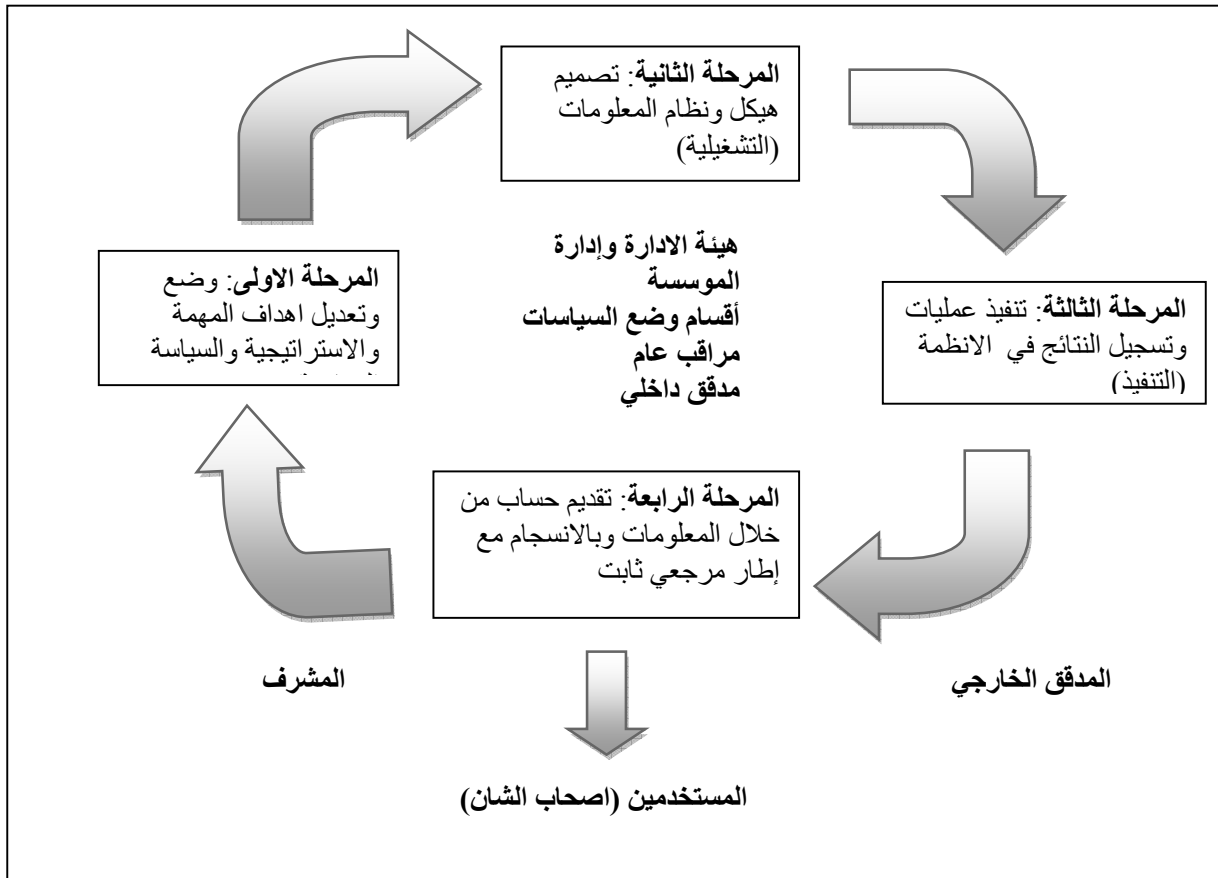 المرحلة الثانية: تصميم
هيكل ونظام المعلومات
(التشغيلية)
هيئة الادارة وإدارة
الموسسة
أقسام وضع السياسات
مراقب عام
مدقق داخلي
المرحلة الاولى: وضع
وتعديل اهداف المهمة
والاستراتيجية والسياسة
المرحلة الثالثة: تنفيذ عمليات
وتسجيل النتائج في الانظمة
(التنفيذ)
المرحلة الرابعة: تقديم حساب من
خلال المعلومات وبالانسجام مع
إطار مرجعي ثابت
المدقق الخارجي
المشرف
المستخدمين (اصحاب الشان)